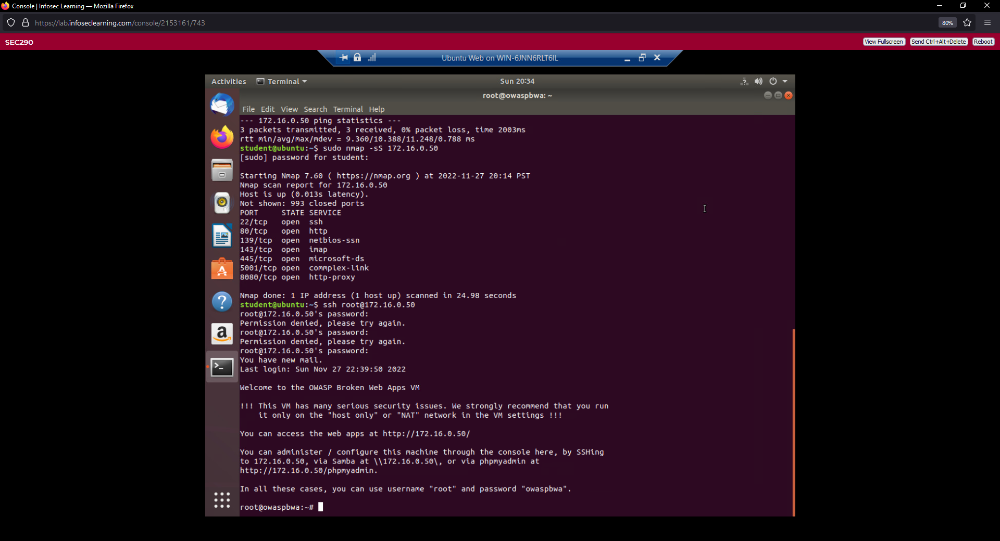 Console | Infosec Learning — Mozilla Firefox
https://lab.infoseclearning.com/console/2153161/743
80%
SEC290
View Fullscreen
Send Ctrl+Alt+Delete
Reboot
Ubuntu Web on WIN-6JNN6RLT6IL
Activities
Terminal
Sun 20:34
root@owaspbwa: ~
File Edit View Search Terminal Help
--- 172.16.0.50 ping statistics ---
3 packets transmitted, 3 received, 0% packet loss, time 2003ms
rtt min/avg/max/mdev = 9.360/10.388/11.248/0.788 ms
student@ubuntu:~$ sudo nmap -sS 172.16.0.50
[sudo] password for student:
Starting Nmap 7.60 ( https://nmap.org ) at 2022-11-27 20:14 PST
Nmap scan report for 172.16.0.50
Host is up (0.013s latency).
Not shown: 993 closed ports
PORT     STATE SERVICE
22/tcp   open  ssh
80/tcp   open  http
139/tcp  open  netbios-ssn
143/tcp  open  imap
445/tcp  open  microsoft-ds
5001/tcp open  commplex-link
8080/tcp open  http-proxy
Nmap done: 1 IP address (1 host up) scanned in 24.98 seconds
student@ubuntu:~$ ssh root@172.16.0.50
root@172.16.0.50's password:
Permission denied, please try again.
root@172.16.0.50's password:
Permission denied, please try again.
root@172.16.0.50's password:
You have new mail.
Last login: Sun Nov 27 22:39:50 2022
Welcome to the OWASP Broken Web Apps VM
!!! This VM has many serious security issues. We strongly recommend that you run
it only on the "host only" or "NAT" network in the VM settings !!!
You can access the web apps at http://172.16.0.50/
You can administer / configure this machine through the console here, by SSHing
to 172.16.0.50, via Samba at \\172.16.0.50\, or via phpmyadmin at
http://172.16.0.50/phpmyadmin.
In all these cases, you can use username "root" and password "owaspbwa".
root@owaspbwa:~#